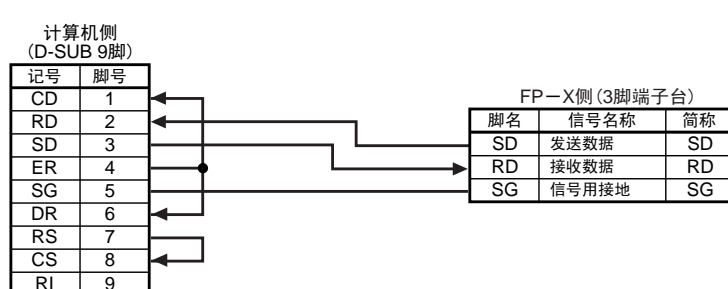 计算机侧
（D-SUB 9脚）
记号 脚号
CD 1
RD 2
SD 3
ER 4
SG 5
DR 6
RS 7
CS 8
RI 9
FP－X侧（3脚端子台）
脚名 信号名称 简称
SD 发送数据 SD
RD 接收数据 RD
SG 信号用接地 SG